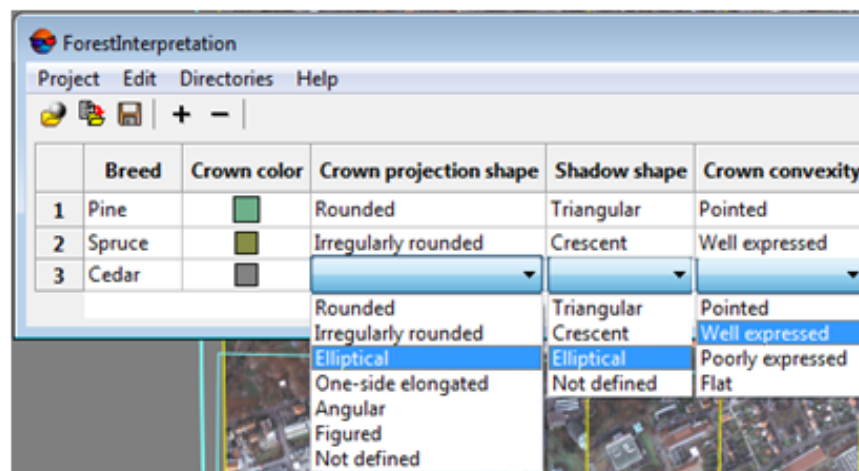 ForestInterpretation
Project Edit Directories Help
Breed Crown color Crown projection shape Shadow shape Crown convexity
1 Pine Rounded Triangular Pointed
2 Spruce Irregularly rounded Crescent Well expressed
3 Cedar
Rounded Triangular Pointed
Irregularly rounded Crescent Well expressed
Elliptical Elliptical Poorly expressed
One-side elongated Not defined Flat
Angular
Figured
Not defined